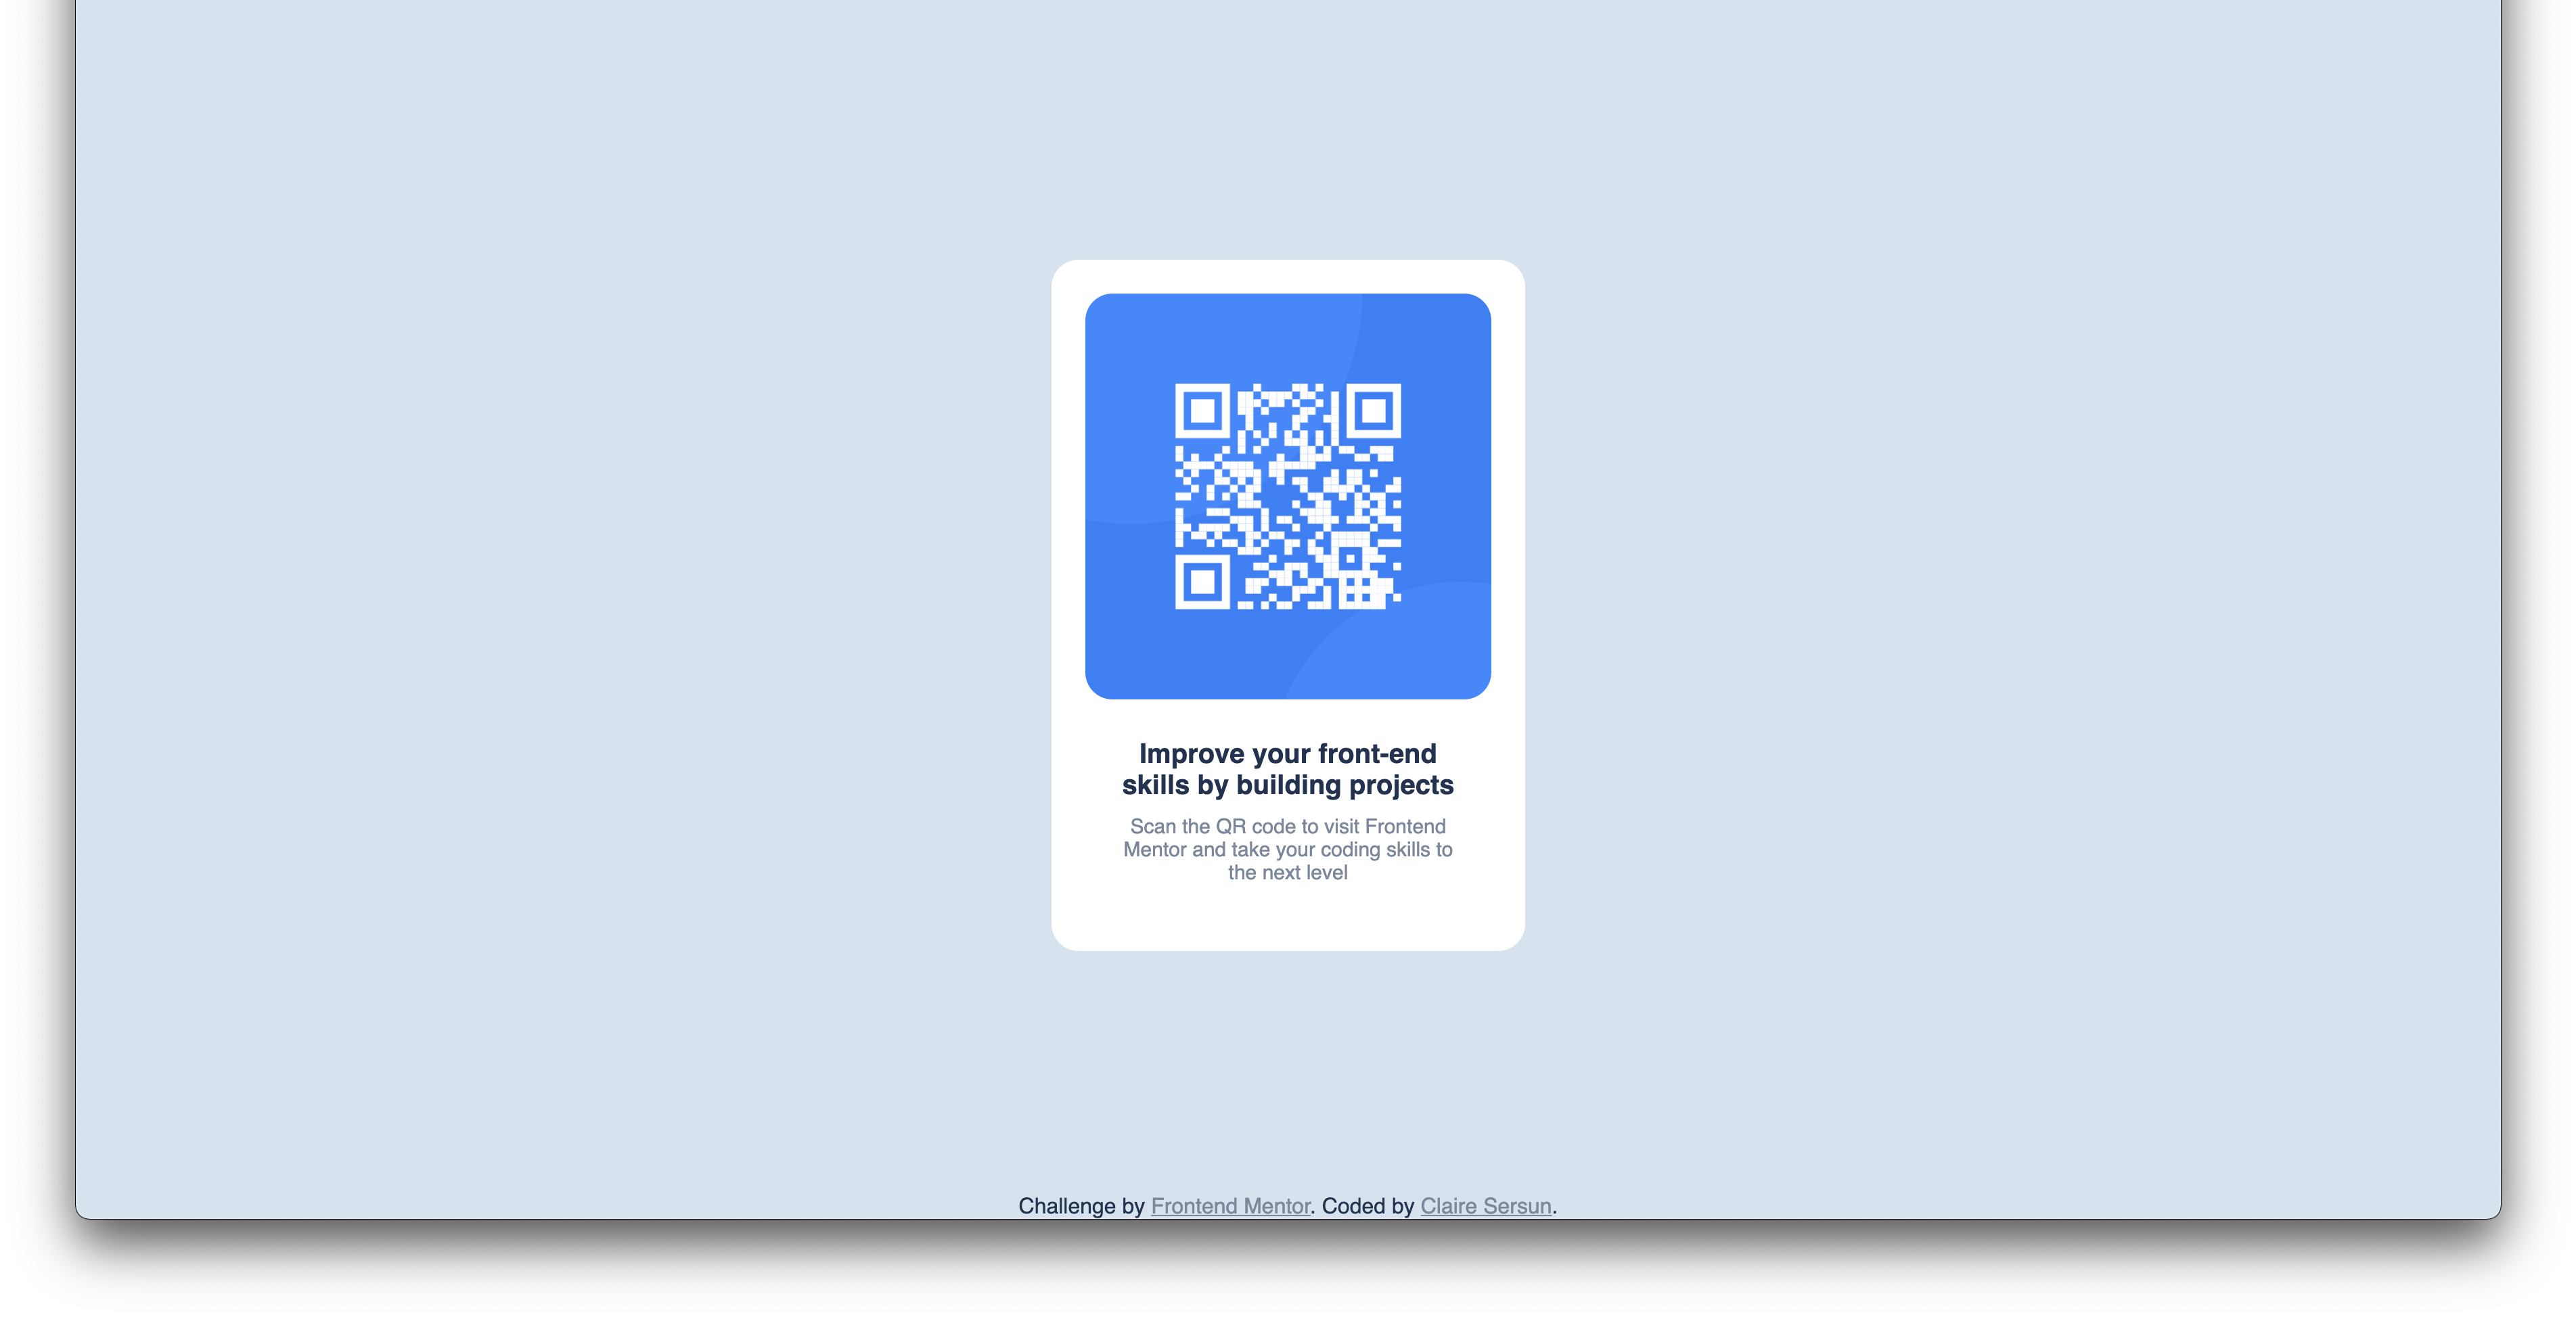 Improve your front-end
skills by building projects
Scan the QR code to visit Frontend
Mentor and take your coding skills to
the next level
Challenge by Frontend Mentor. Coded by Claire Sersun.